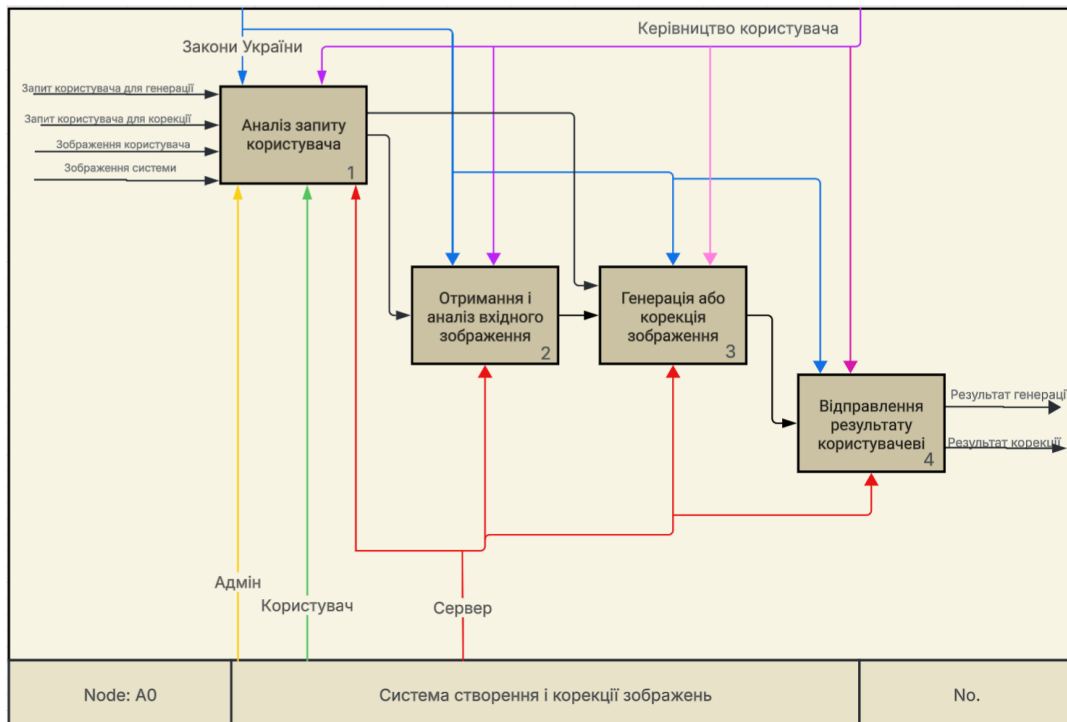 Керівництво користувача
Закони України
Запит користувача для генерації
Запит користувача для корекції
Зображення користувача
Зображення системи
Аналіз запиту
користувача
1
Отримання і
аналіз вхідного
зображення
2
Генерація або
корекція
зображення
3
Відправлення
результату
користувачеві
4
Результат генерації
Результат корекції
Адмін
Користувач
Сервер
Node: A0
Система створення і корекції зображень
No.